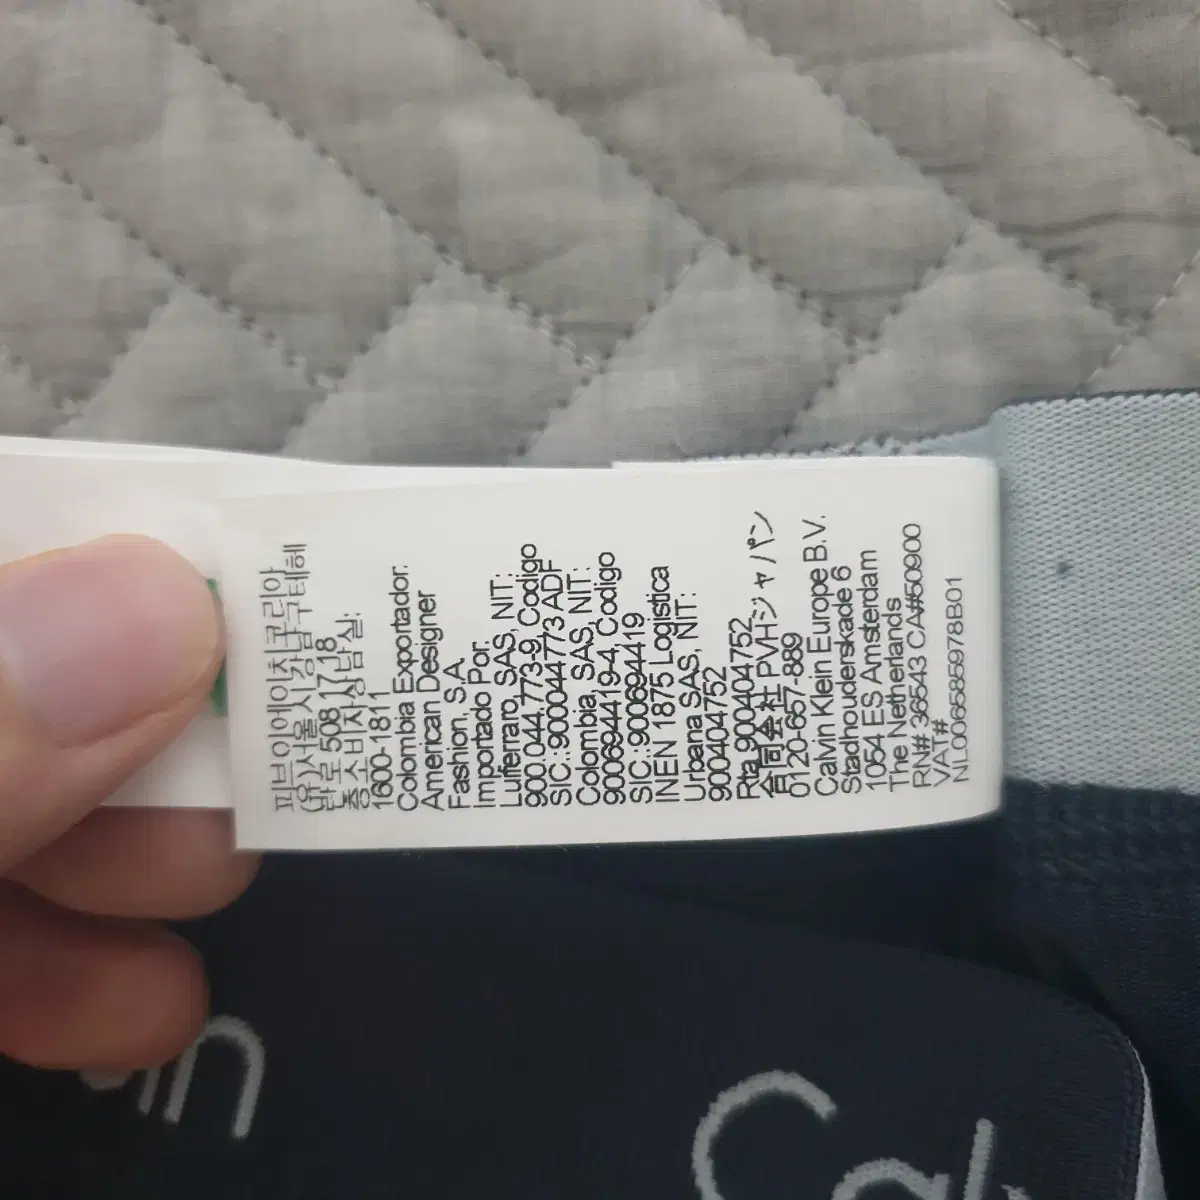 피브이에이치코리아
(유)서울시강남구테헤
란로 508 17,18
층소비자상담실:
1600-1811
Colombia Exportador:
American Designer
Fashion, S.A.
Importado Por:
Luferraro, SAS, NIT:
900.044.773-9, Codigo
SIC.:900044773 ADF
Colombia, SAS, NIT:
900694419-4, Codigo
SIC.:900694419
INEN 1875 Logistica
Urbana SAS, NIT:
900404752
Rta_900404752
合同会社PVHジャパン
0120-657-889
Calvin Klein Europe B.V.
Stadhouderskade 6
1054 ES Amsterdam
The Netherlands
RN# 36543 CA#50900
VAT#
NL006585978B01
in
Cal